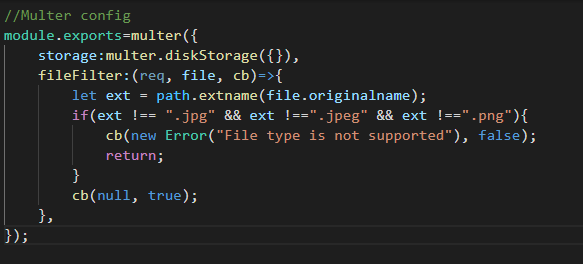 //Multer config
module.exports=multer({
    storage:multer.diskStorage({}),
    fileFilter:(req, file, cb)=>{
        let ext = path.extname(file.originalname);
        if(ext !== ".jpg" && ext !==".jpeg" && ext !==".png"){
            cb(new Error("File type is not supported"), false);
            return;
        }
        cb(null, true);
    },
});